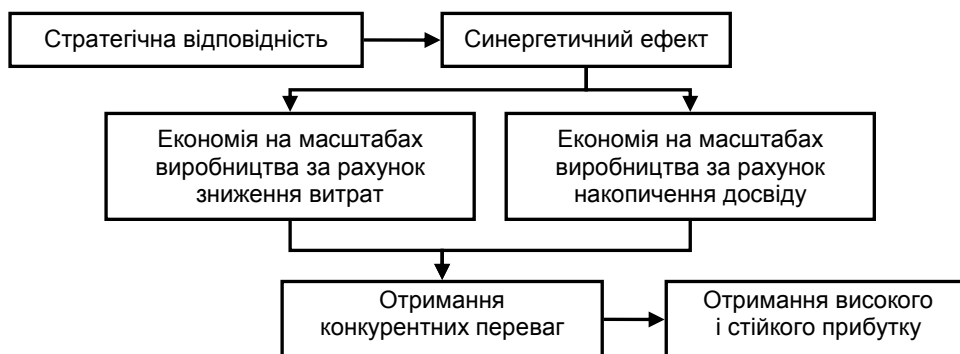 Стратегічна відповідність
Синергетичний ефект
Економія на масштабах
виробництва за рахунок
зниження витрат
Економія на масштабах
виробництва за рахунок
накопичення досвіду
Отримання
конкурентних переваг
Отримання високого
і стійкого прибутку